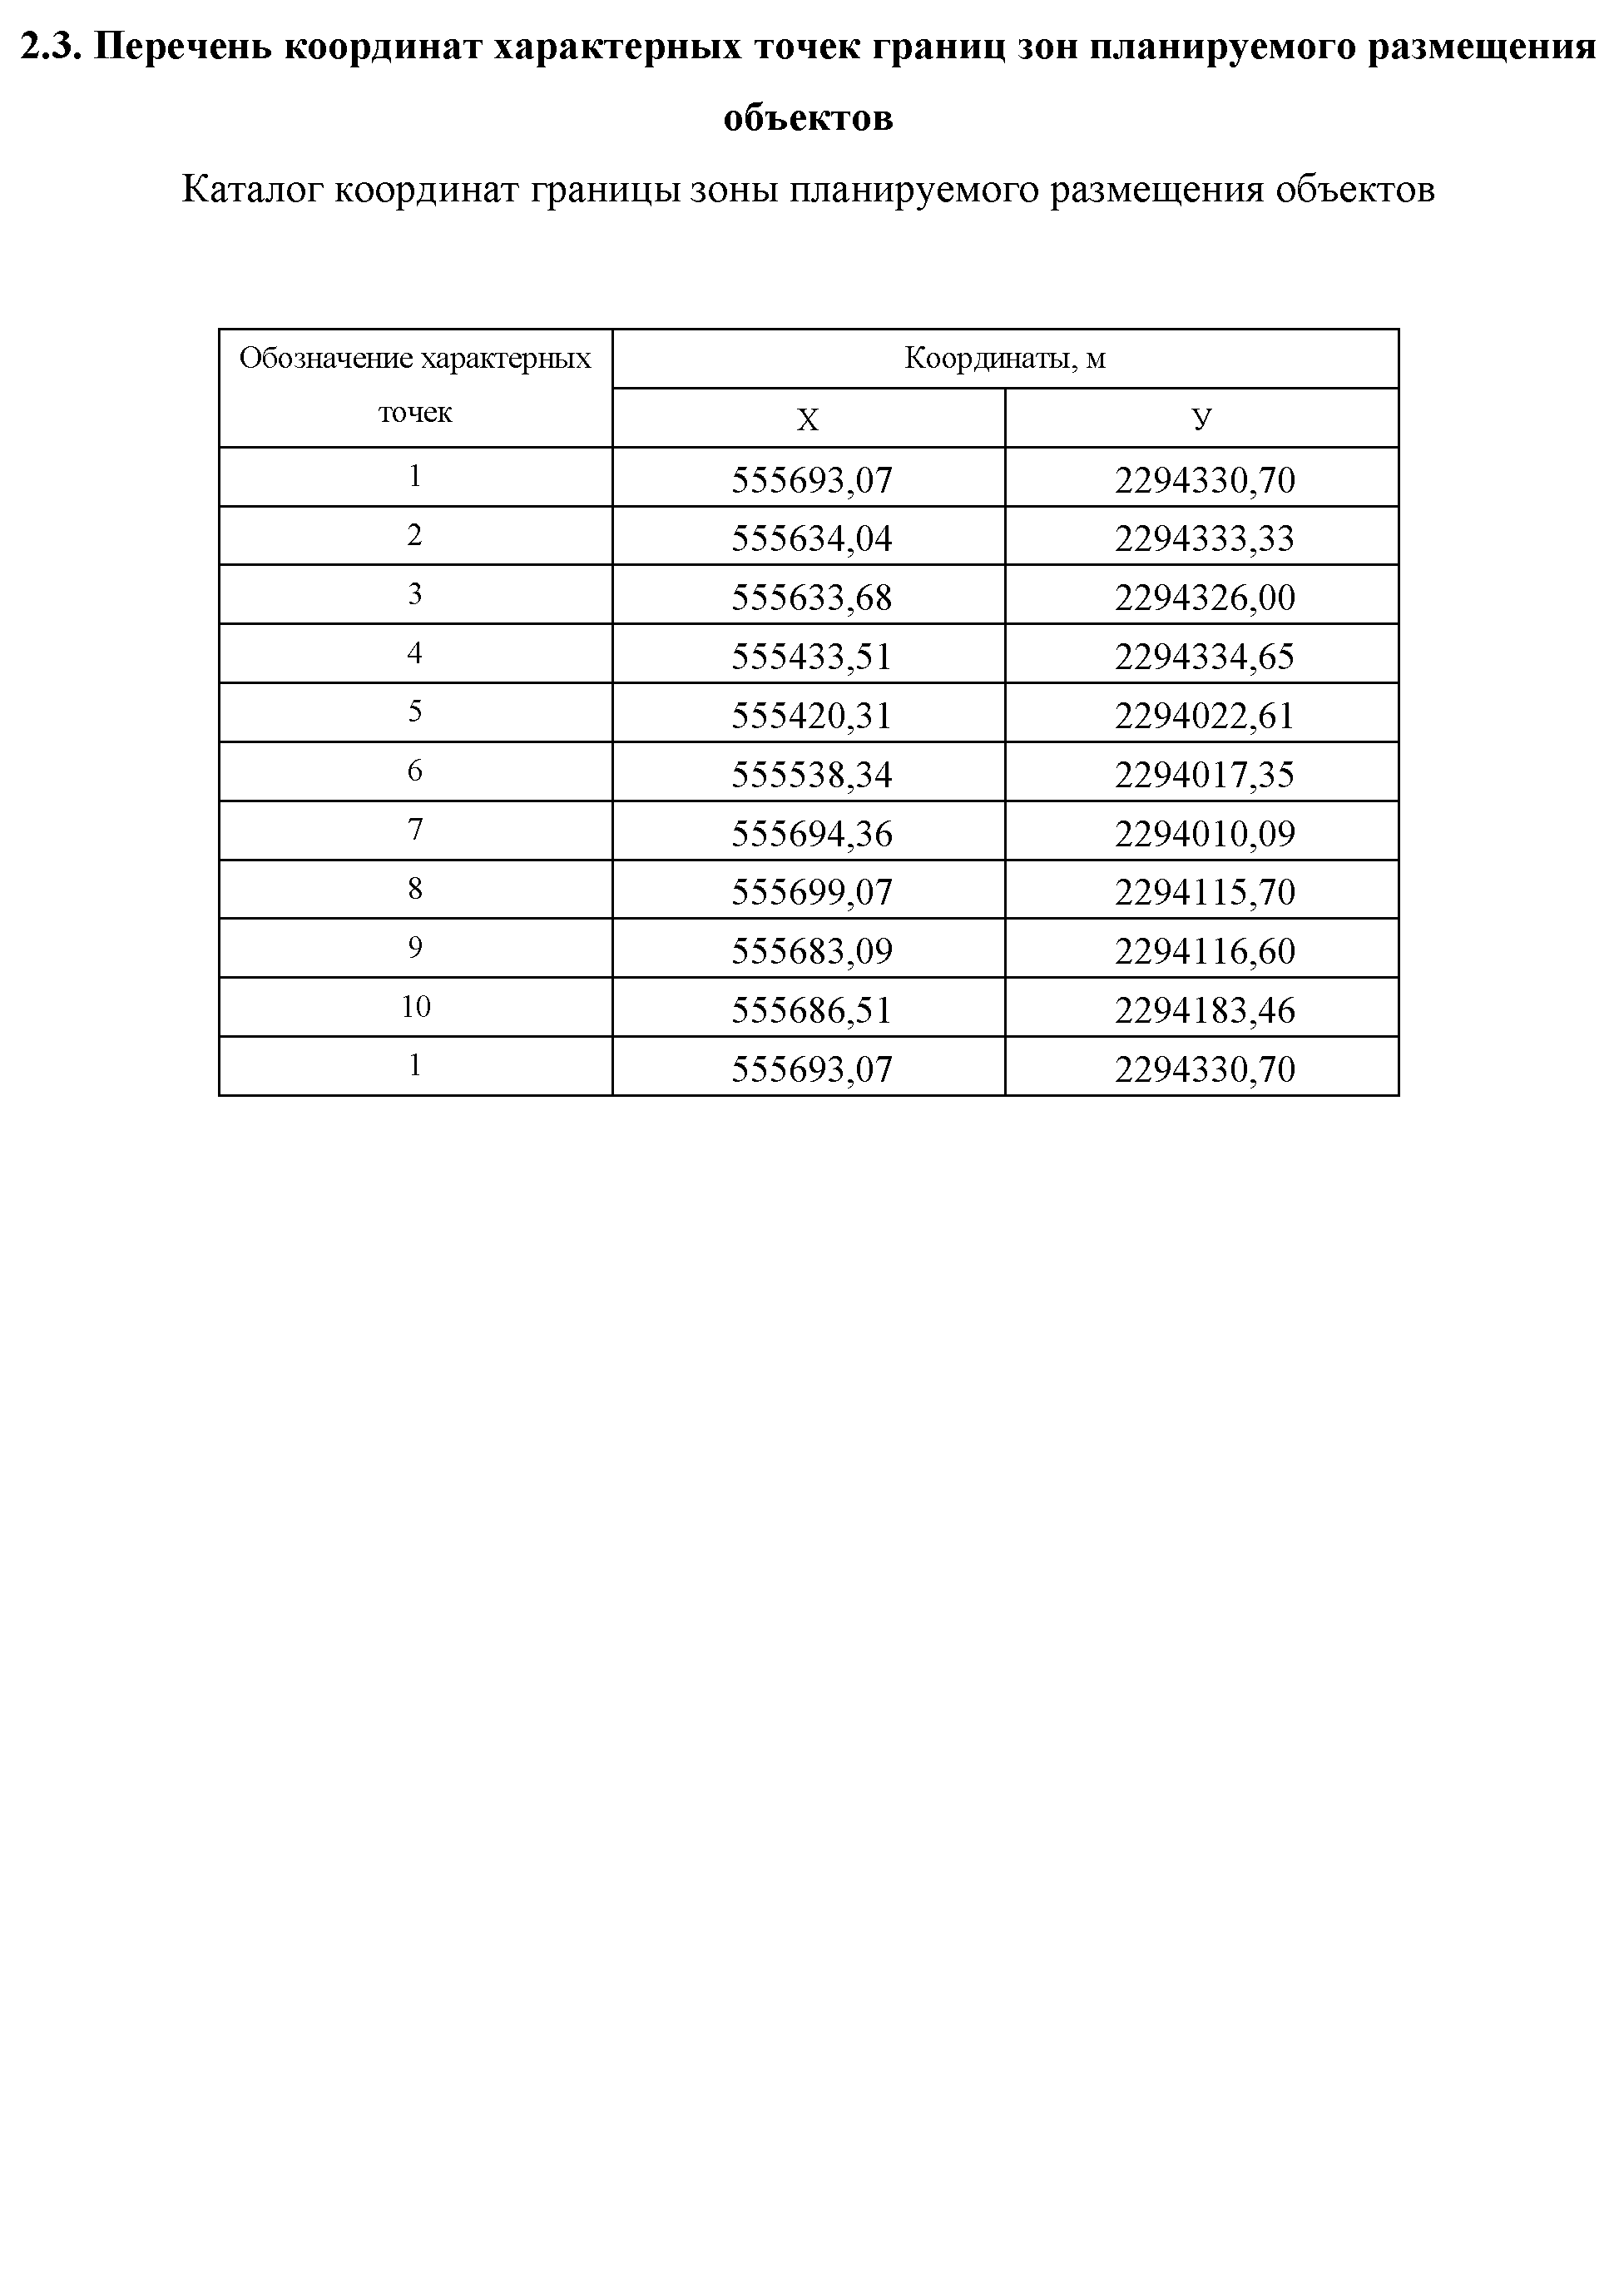 2.3. Перечень координат характерных точек границ зон планируемого размещения
объектов
Каталог координат границы зоны планируемого размещения объектов
Обозначение характерных точек Координаты, м
Х У
1 555693,07 2294330,70
2 555634,04 2294333,33
3 555633,68 2294326,00
4 555433,51 2294334,65
5 555420,31 2294022,61
6 555538,34 2294017,35
7 555694,36 2294010,09
8 555699,07 2294115,70
9 555683,09 2294116,60
10 555686,51 2294183,46
1 555693,07 2294330,70